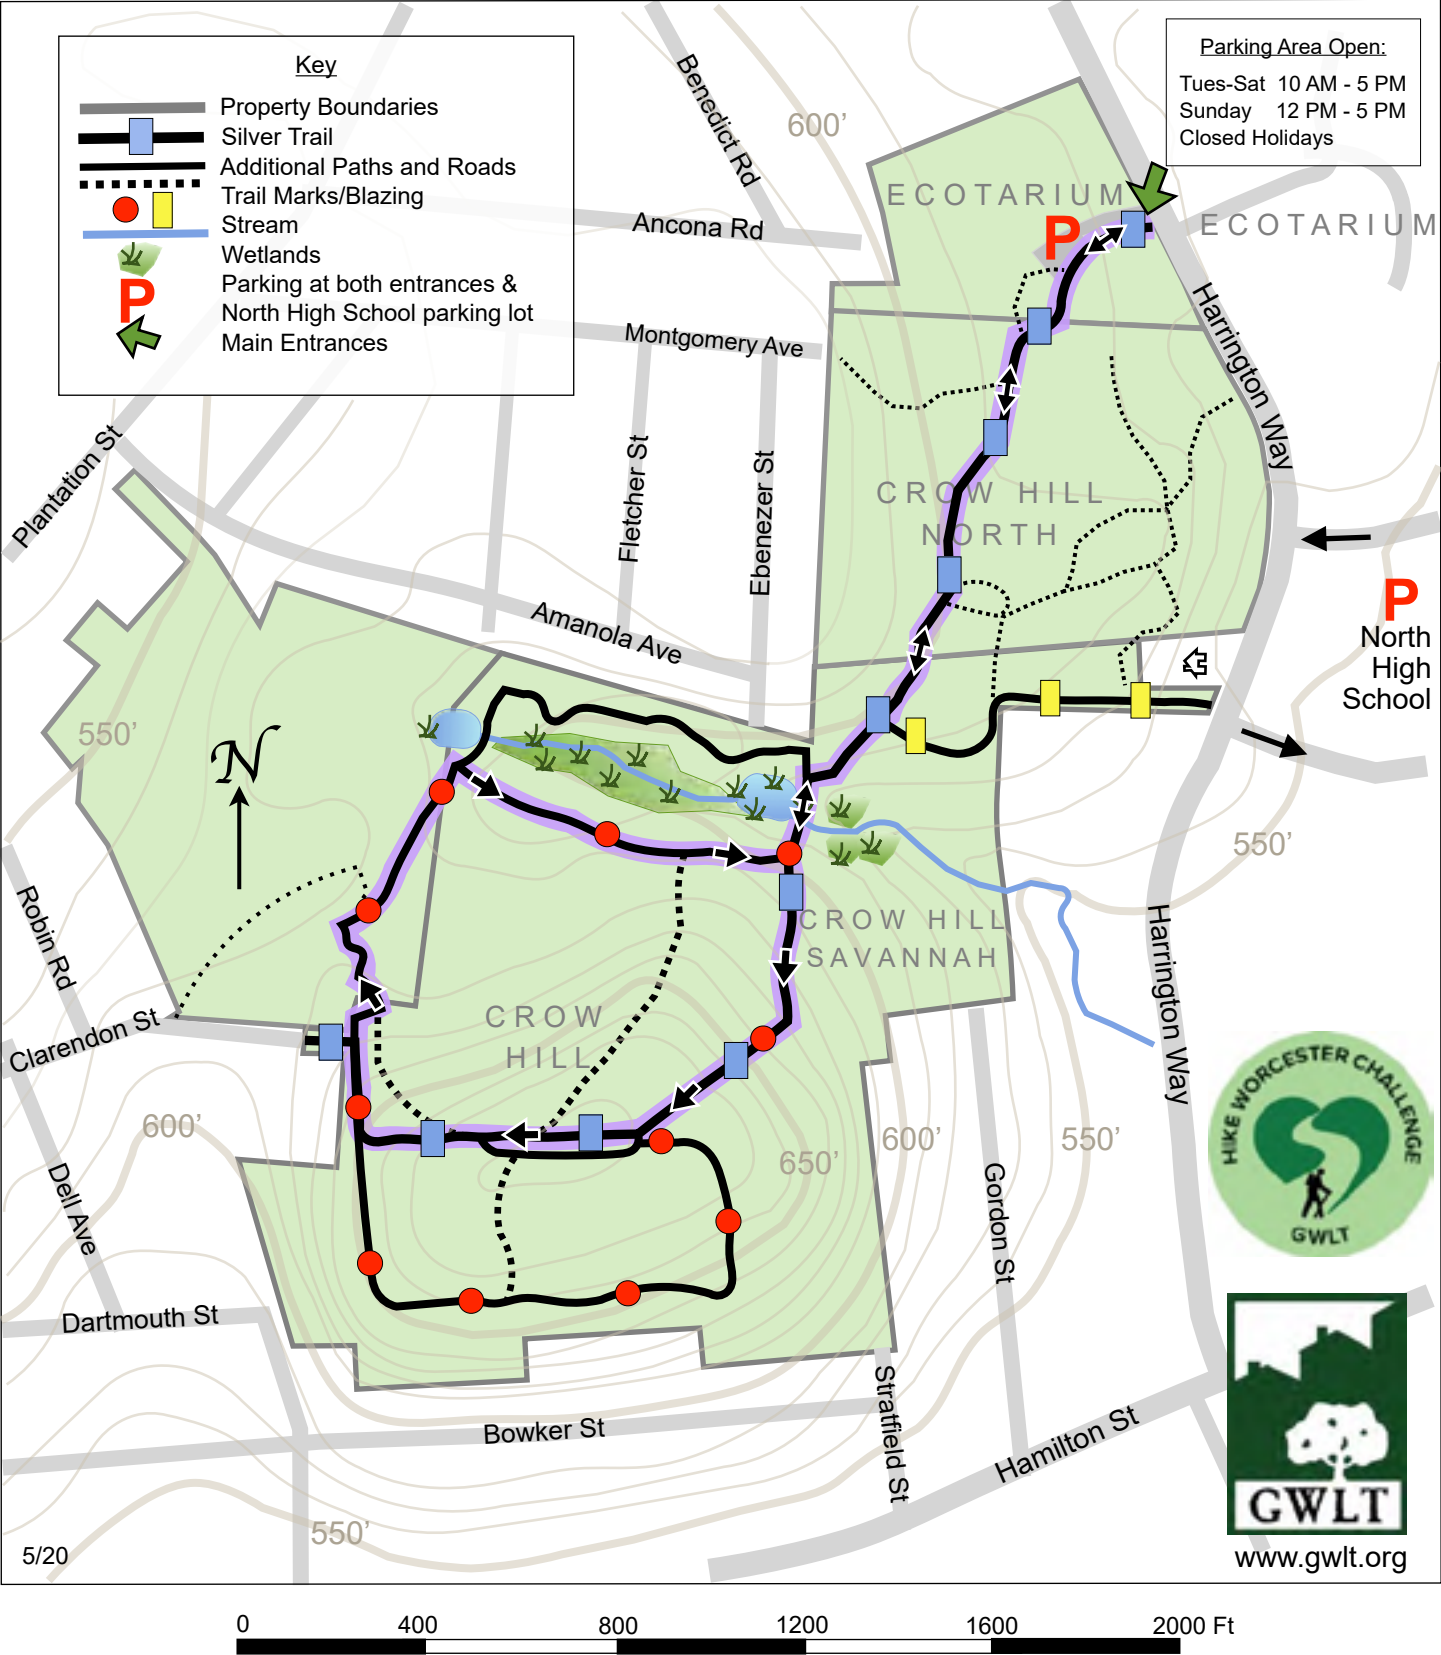 Key
Property Boundaries
Silver Trail
Additional Paths and Roads
Trail Marks/Blazing
Stream
Wetlands
P
Parking at both entrances &
North High School parking lot
Main Entrances
Parking Area Open:
Tues-Sat 10 AM - 5 PM
Sunday 12 PM - 5 PM
Closed Holidays
Benedict Rd
600’
ECOTARIUM
P
ECOTARIUM
Ancona Rd
Montgomery Ave
Harrington Way
Plantation St
Fletcher St
Ebenezer St
CROW HILL
NORTH
P
North
High
School
Amanola Ave
550’
N
550’
Robin Rd
CROW HILL
SAVANNAH
Harrington Way
Clarendon St
CROW
HILL
600’
650’
600’
550’
HIKE WORCESTER CHALLENGE
GWLT
Dell Ave
Gordon St
Dartmouth St
Stratfield St
Bowker St
Hamilton St
GWLT
550’
5/20
www.gwlt.org
0 400 800 1200 1600 2000 Ft